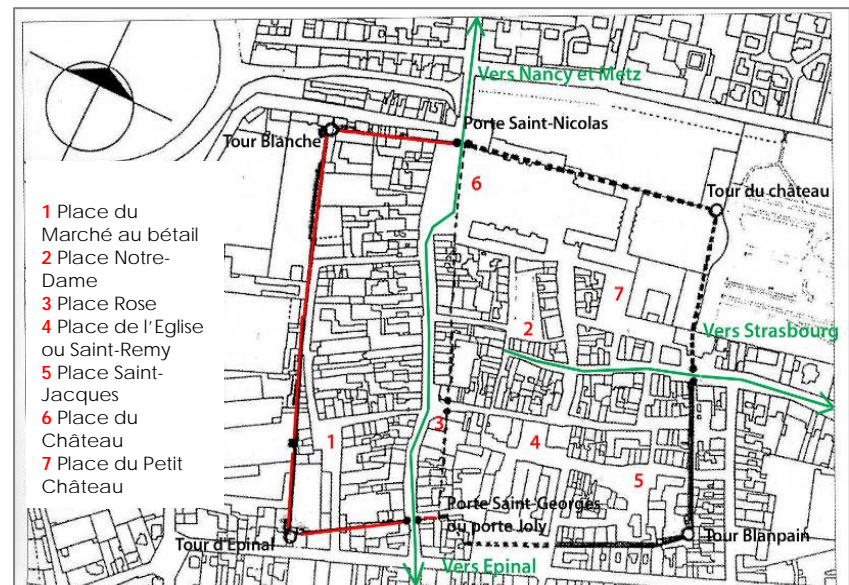 Vers Nancy et Metz
Porte Saint-Nicolas
Tour Blanche
6
Tour du château
1 Place du
Marché au bétail
2 Place Notre-
Dame
3 Place Rose
4 Place de l'Eglise
ou Saint-Remy
5 Place Saint-
Jacques
6 Place du
Château
7 Place du Petit
Château
7
2
Vers Strasbourg
3
1
4
5
Porte Saint-Georges
ou porte Joly
Tour d'Epinal
Tour Blanpain
Vers Epinal